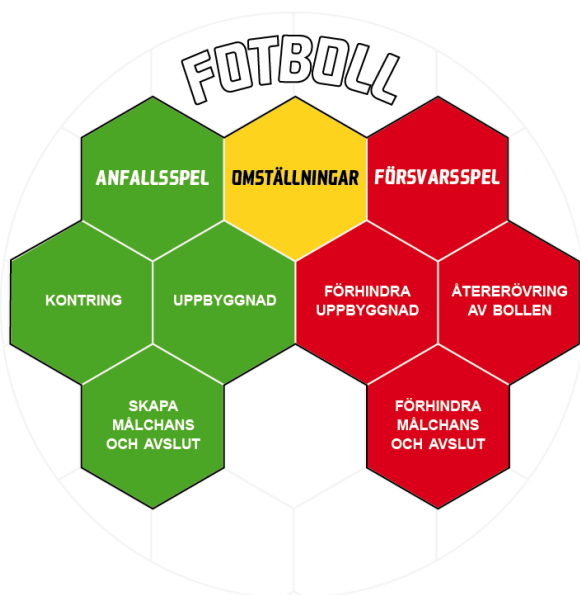 FOTBOLL
ANFALLSSPEL
OMSTÄLLNINGAR
FÖRSVARSSPEL
KONTRING
UPPBYGGNAD
FÖRHINDRA
UPPBYGGNAD
ÅTERERÖVRING
AV BOLLEN
SKAPA
MÅLCHANS
OCH AVSLUT
FÖRHINDRA
MÅLCHANS
OCH AVSLUT